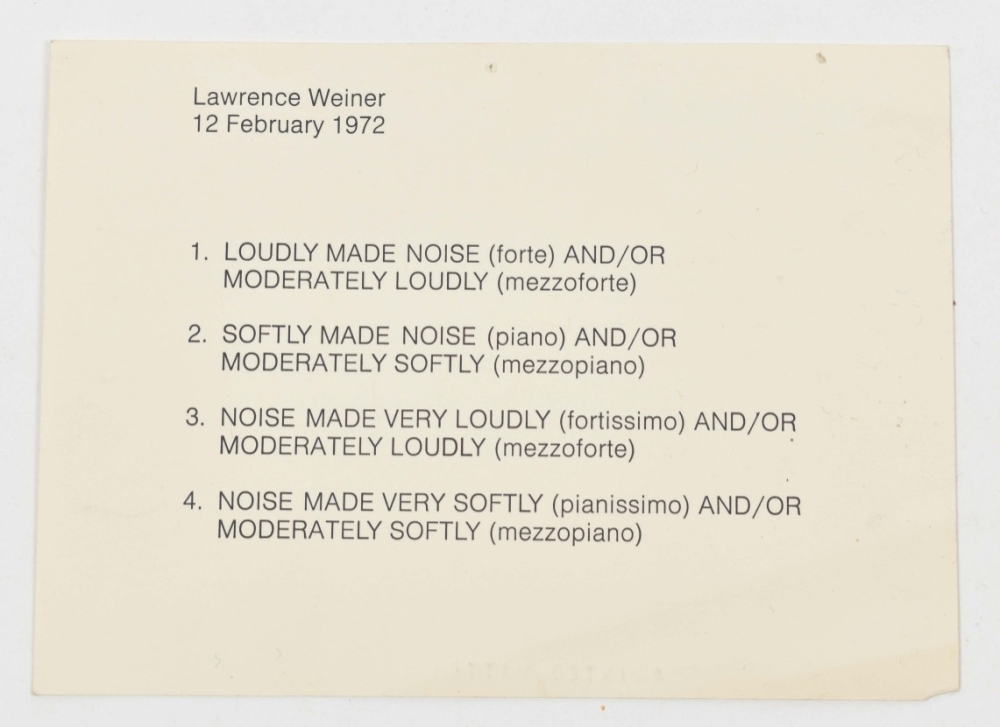 Lawrence Weiner
12 February 1972
1. LOUDLY MADE NOISE (forte) AND/OR
MODERATELY LOUDLY (mezzoforte)
2. SOFTLY MADE NOISE (piano) AND/OR
MODERATELY SOFTLY (mezzopiano)
3. NOISE MADE VERY LOUDLY (fortissimo) AND/OR
MODERATELY LOUDLY (mezzoforte)
4. NOISE MADE VERY SOFTLY (pianissimo) AND/OR
MODERATELY SOFTLY (mezzopiano)